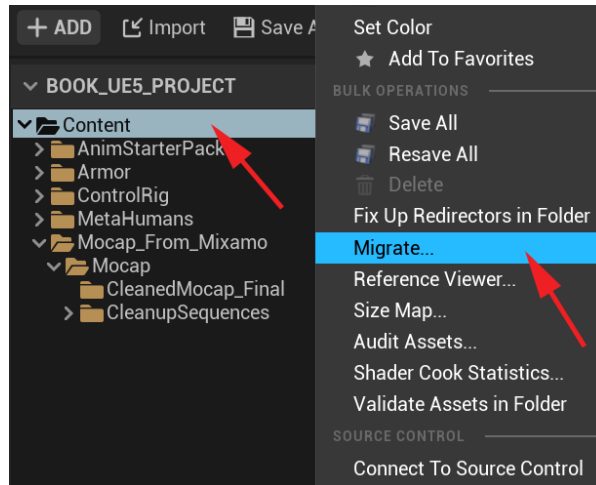 + ADD Import Save A
BOOK_UE5_PROJECT
Content
AnimStarterPack
Armor
ControlRig
MetaHumans
Mocap_From_Mixamo
Mocap
CleanedMocap_Final
CleanupSequences
Set Color
Add To Favorites
BULK OPERATIONS
Save All
Resave All
Delete
Fix Up Redirectors in Folder
Migrate...
Reference Viewer...
Size Map...
Audit Assets...
Shader Cook Statistics...
Validate Assets in Folder
SOURCE CONTROL
Connect To Source Control